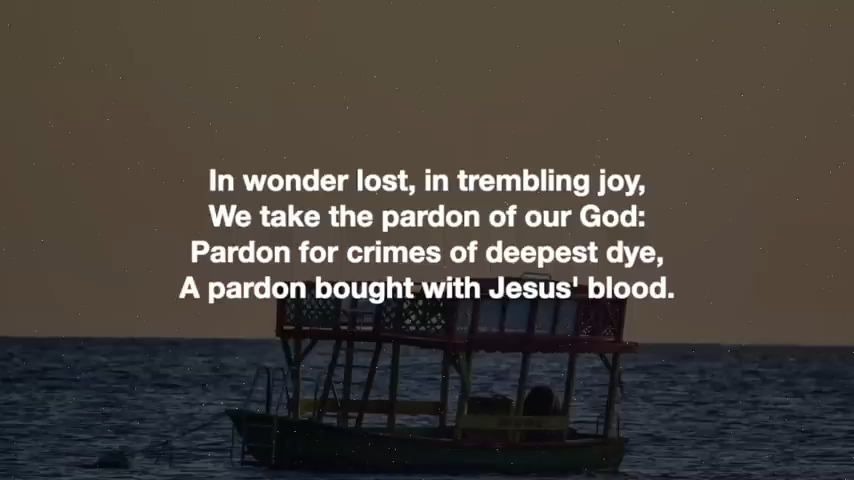 In wonder lost, in trembling joy,
We take the pardon of our God:
Pardon for crimes of deepest dye,
A pardon bought with Jesus' blood.